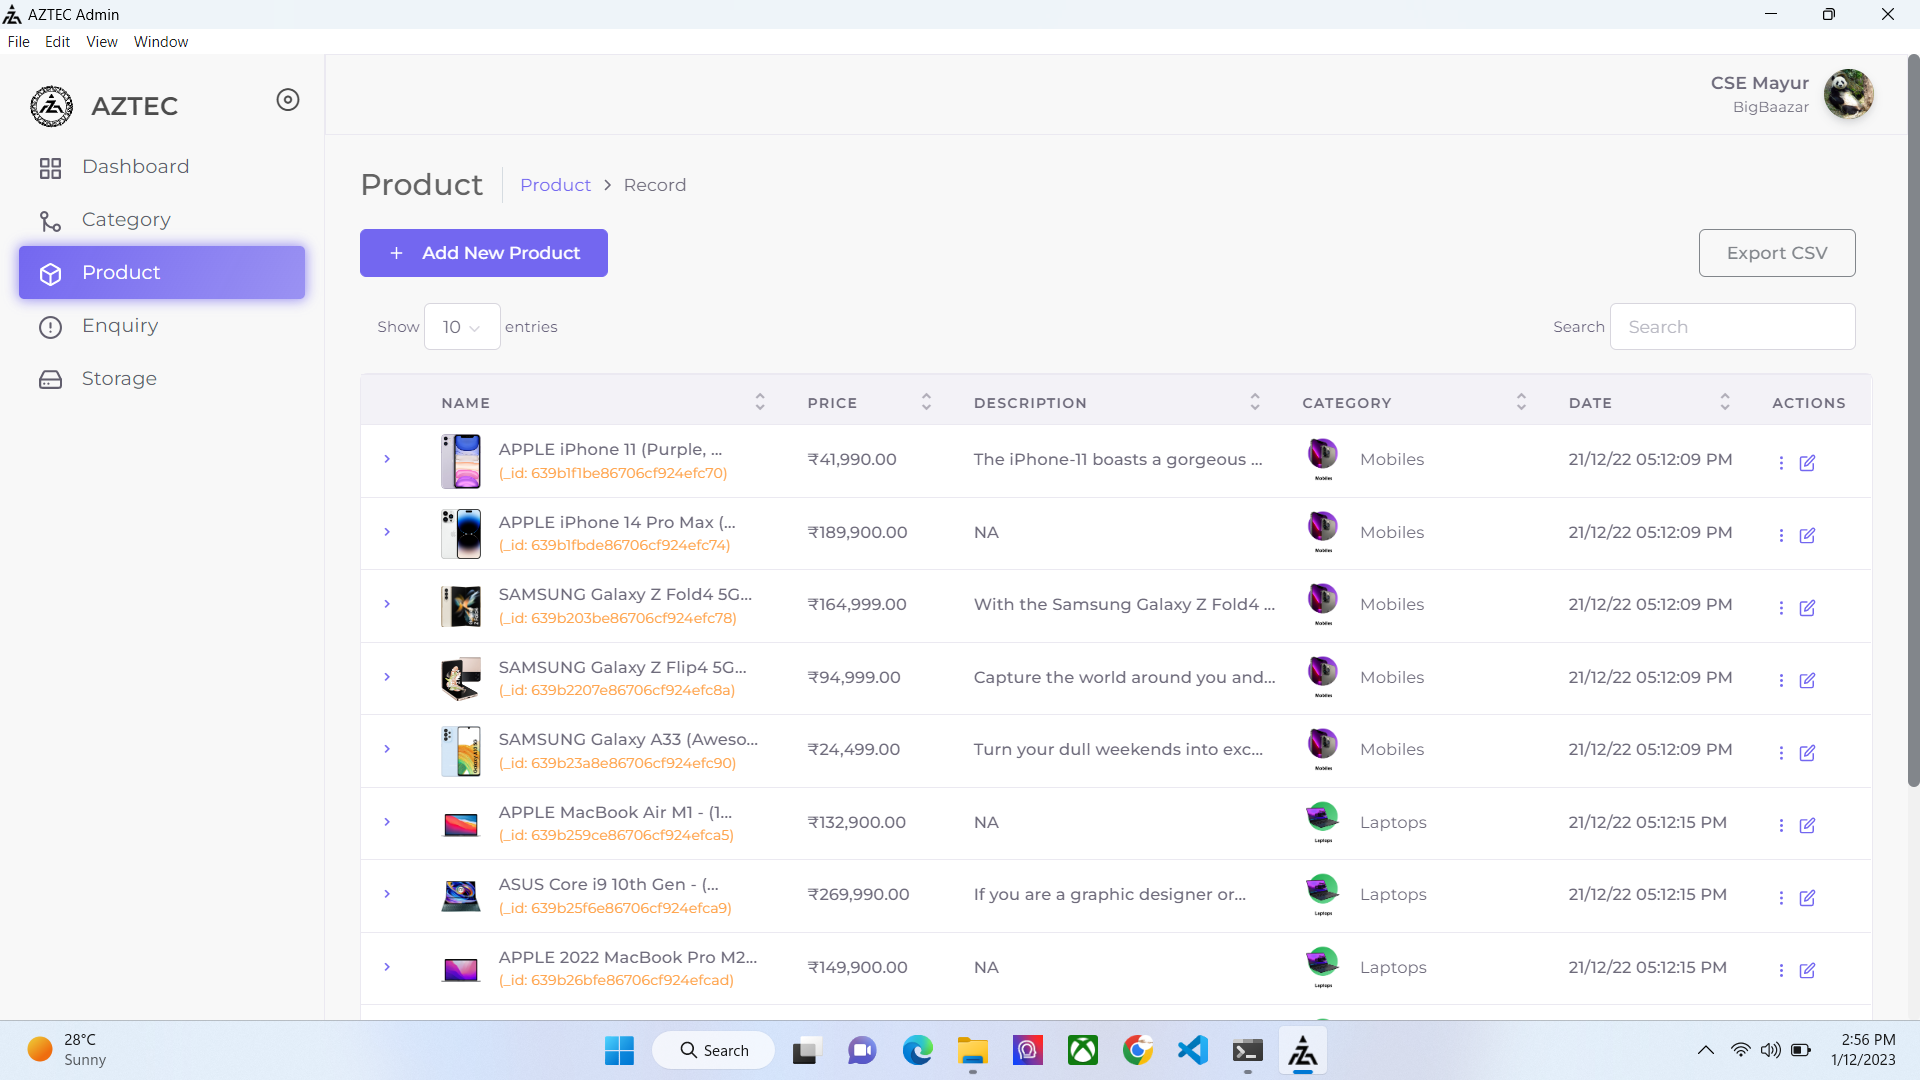 AZTEC Admin
File Edit View Window
AZTEC
CSE Mayur
BigBaazar
Dashboard
Category
Product
Enquiry
Storage
Product
Product > Record
+ Add New Product
Export CSV
Show 10 entries
Search Search
NAME PRICE DESCRIPTION CATEGORY DATE ACTIONS
APPLE iPhone 11 (Purple, ...
(_id: 639b1f1be86706cf924efc70)
₹41,990.00
The iPhone-11 boasts a gorgeous ...
Mobiles
Mobiles
21/12/22 05:12:09 PM
APPLE iPhone 14 Pro Max (...
(_id: 639b1fbde86706cf924efc74)
₹189,900.00
NA
Mobiles
Mobiles
21/12/22 05:12:09 PM
SAMSUNG Galaxy Z Fold4 5G...
(_id: 639b203be86706cf924efc78)
₹164,999.00
With the Samsung Galaxy Z Fold4 ...
Mobiles
Mobiles
21/12/22 05:12:09 PM
SAMSUNG Galaxy Z Flip4 5G...
(_id: 639b2207e86706cf924efc8a)
₹94,999.00
Capture the world around you and...
Mobiles
Mobiles
21/12/22 05:12:09 PM
SAMSUNG Galaxy A33 (Aweso...
(_id: 639b23a8e86706cf924efc90)
₹24,499.00
Turn your dull weekends into exc...
Mobiles
Mobiles
21/12/22 05:12:09 PM
APPLE MacBook Air M1 - (1...
(_id: 639b259ce86706cf924efca5)
₹132,900.00
NA
Laptops
Laptops
21/12/22 05:12:15 PM
ASUS Core i9 10th Gen - (...
(_id: 639b25f6e86706cf924efca9)
₹269,990.00
If you are a graphic designer or...
Laptops
Laptops
21/12/22 05:12:15 PM
APPLE 2022 MacBook Pro M2...
(_id: 639b26bfe86706cf924efcad)
₹149,900.00
NA
Laptops
Laptops
21/12/22 05:12:15 PM
28°C
Sunny
Search
2:56 PM
1/12/2023